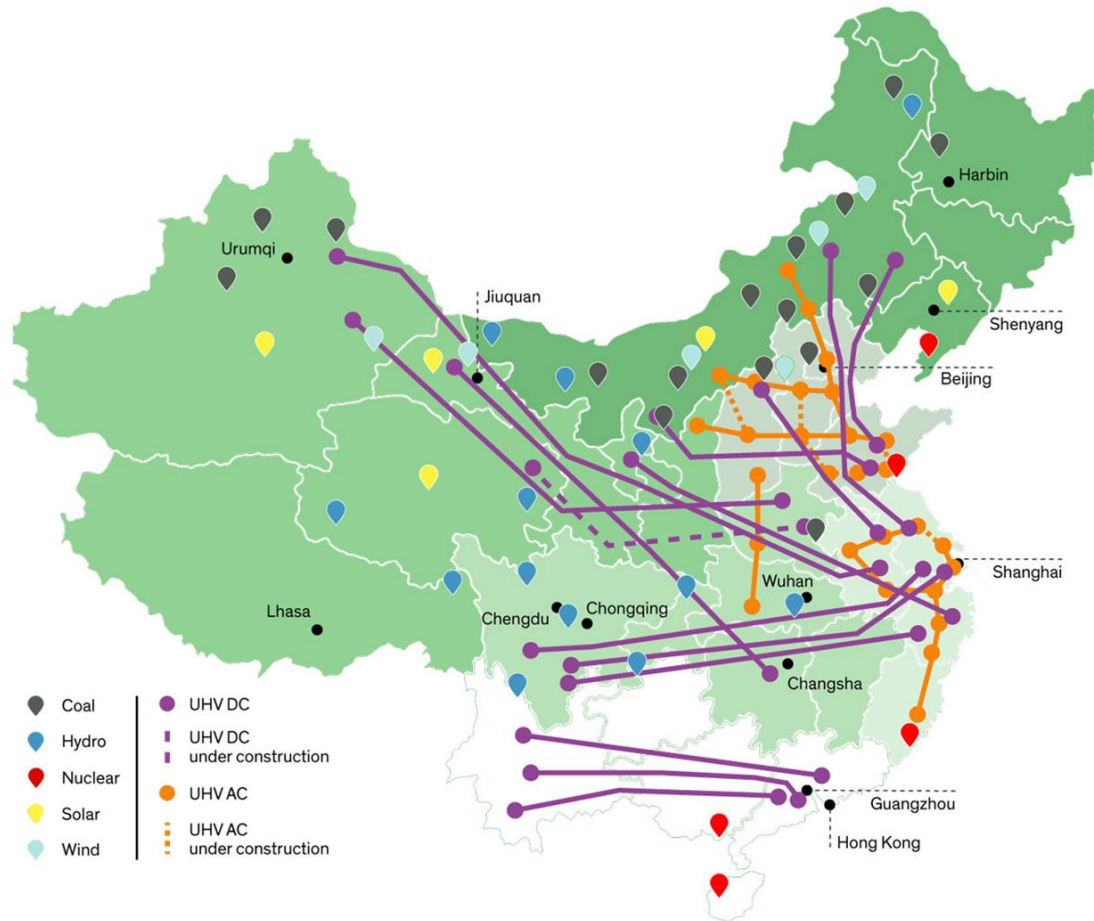 Harbin
Urumqi
Jiuquan
Shenyang
Beijing
Shanghai
Wuhan
Lhasa
Chengdu
Chongqing
Changsha
Guangzhou
Hong Kong
Coal
Hydro
Nuclear
Solar
Wind
UHV DC
UHV DC
under construction
UHV AC
UHV AC
under construction